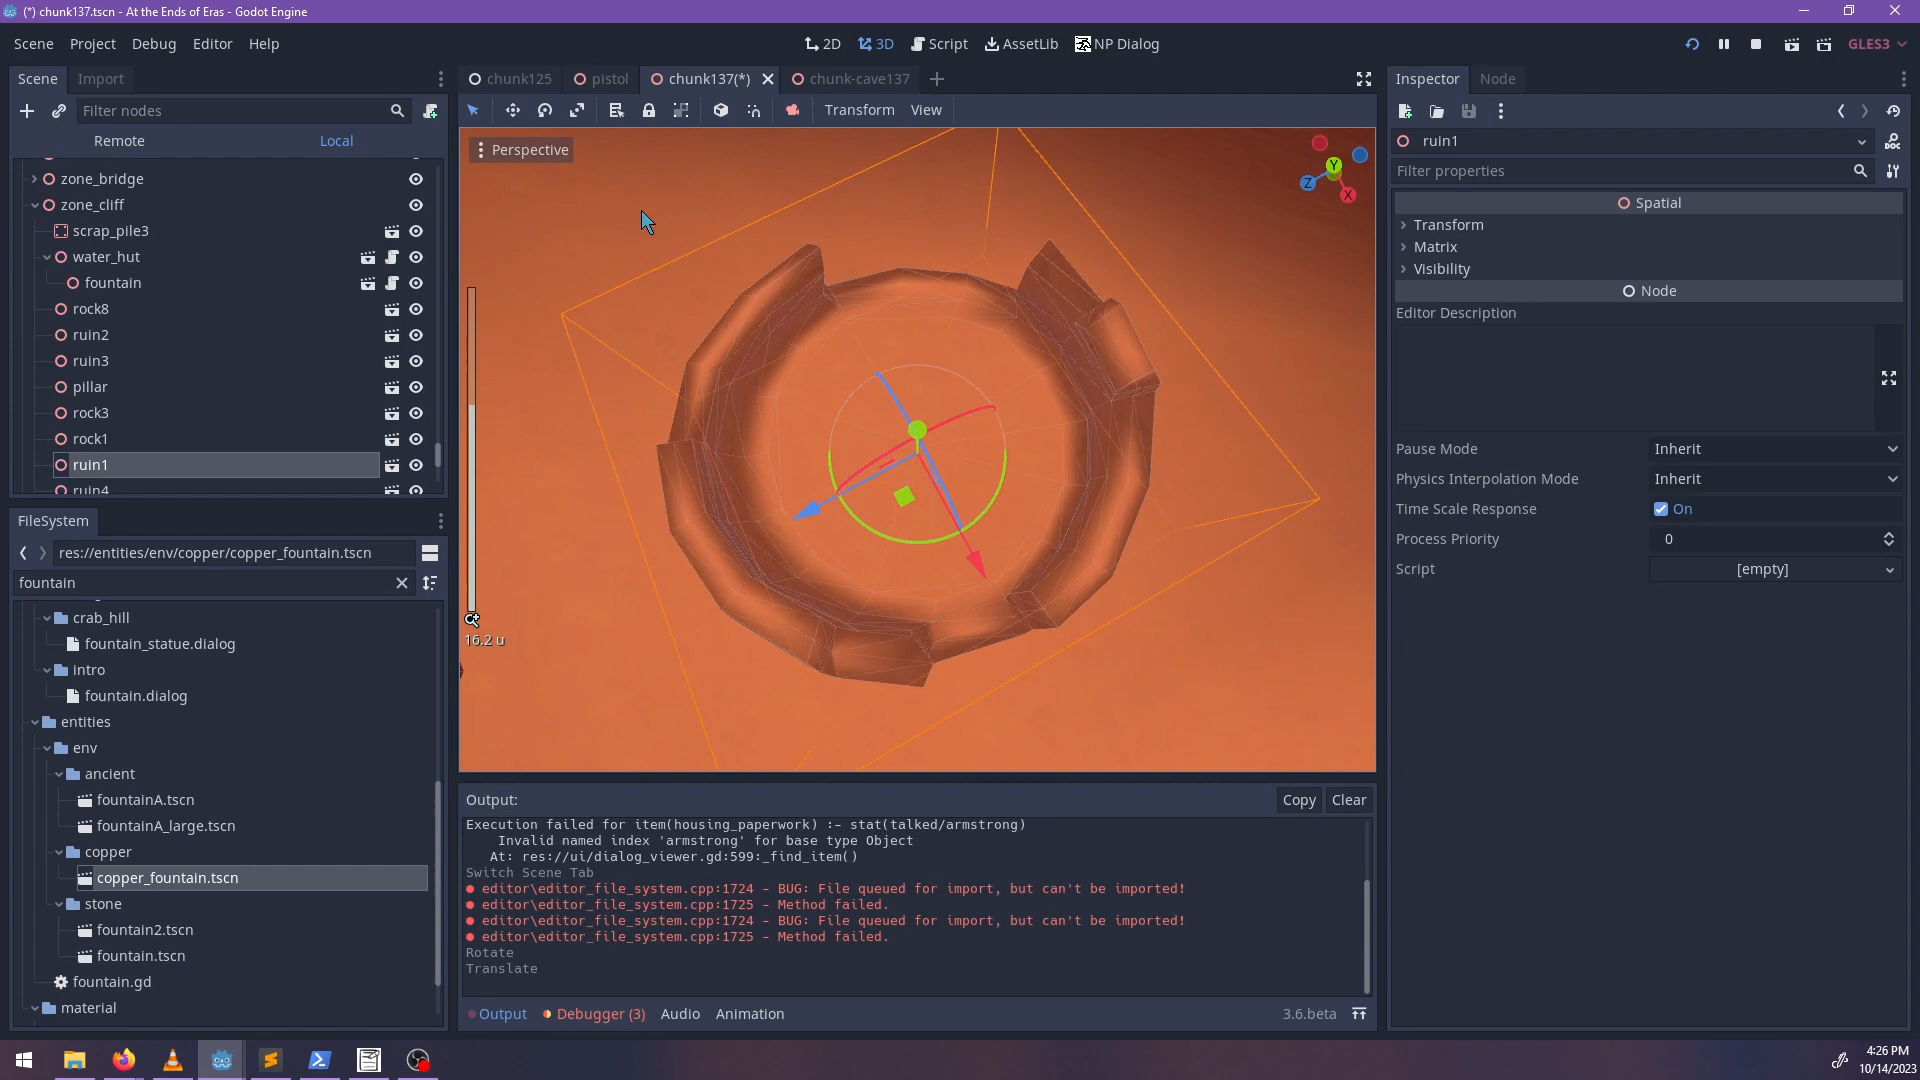 (*) chunk137.tscn - At the Ends of Eras - Godot Engine
Scene Project Debug Editor Help
2D 3D Script AssetLib NP Dialog
GLES3
Scene Import
Filter nodes
Remote Local
zone_bridge
zone_cliff
scrap_pile3
water_hut
fountain
rock8
ruin2
ruin3
pillar
rock3
rock1
ruin1
ruin4
FileSystem
res://entities/env/copper/copper_fountain.tscn
fountain
crab_hill
fountain_statue.dialog
intro
fountain.dialog
entities
env
ancient
fountainA.tscn
fountainA_large.tscn
copper
copper_fountain.tscn
stone
fountain2.tscn
fountain.tscn
fountain.gd
material
chunk125 pistol chunk137(*) chunk-cave137
Transform View
Perspective
Y
Z
X
16.2 u
Output:
Copy Clear
Execution failed for item(housing_paperwork) :- stat(talked/armstrong)
Invalid named index 'armstrong' for base type Object
At: res://ui/dialog_viewer.gd:599:_find_item()
Switch Scene Tab
editor\editor_file_system.cpp:1724 - BUG: File queued for import, but can't be imported!
editor\editor_file_system.cpp:1725 - Method failed.
editor\editor_file_system.cpp:1724 - BUG: File queued for import, but can't be imported!
editor\editor_file_system.cpp:1725 - Method failed.
Rotate
Translate
Output Debugger (3) Audio Animation
3.6.beta
Inspector Node
ruin1
DOC
Filter properties
Spatial
Transform
Matrix
Visibility
Node
Editor Description
Pause Mode Inherit
Physics Interpolation Mode Inherit
Time Scale Response On
Process Priority 0
Script [empty]
4:26 PM
10/14/2023